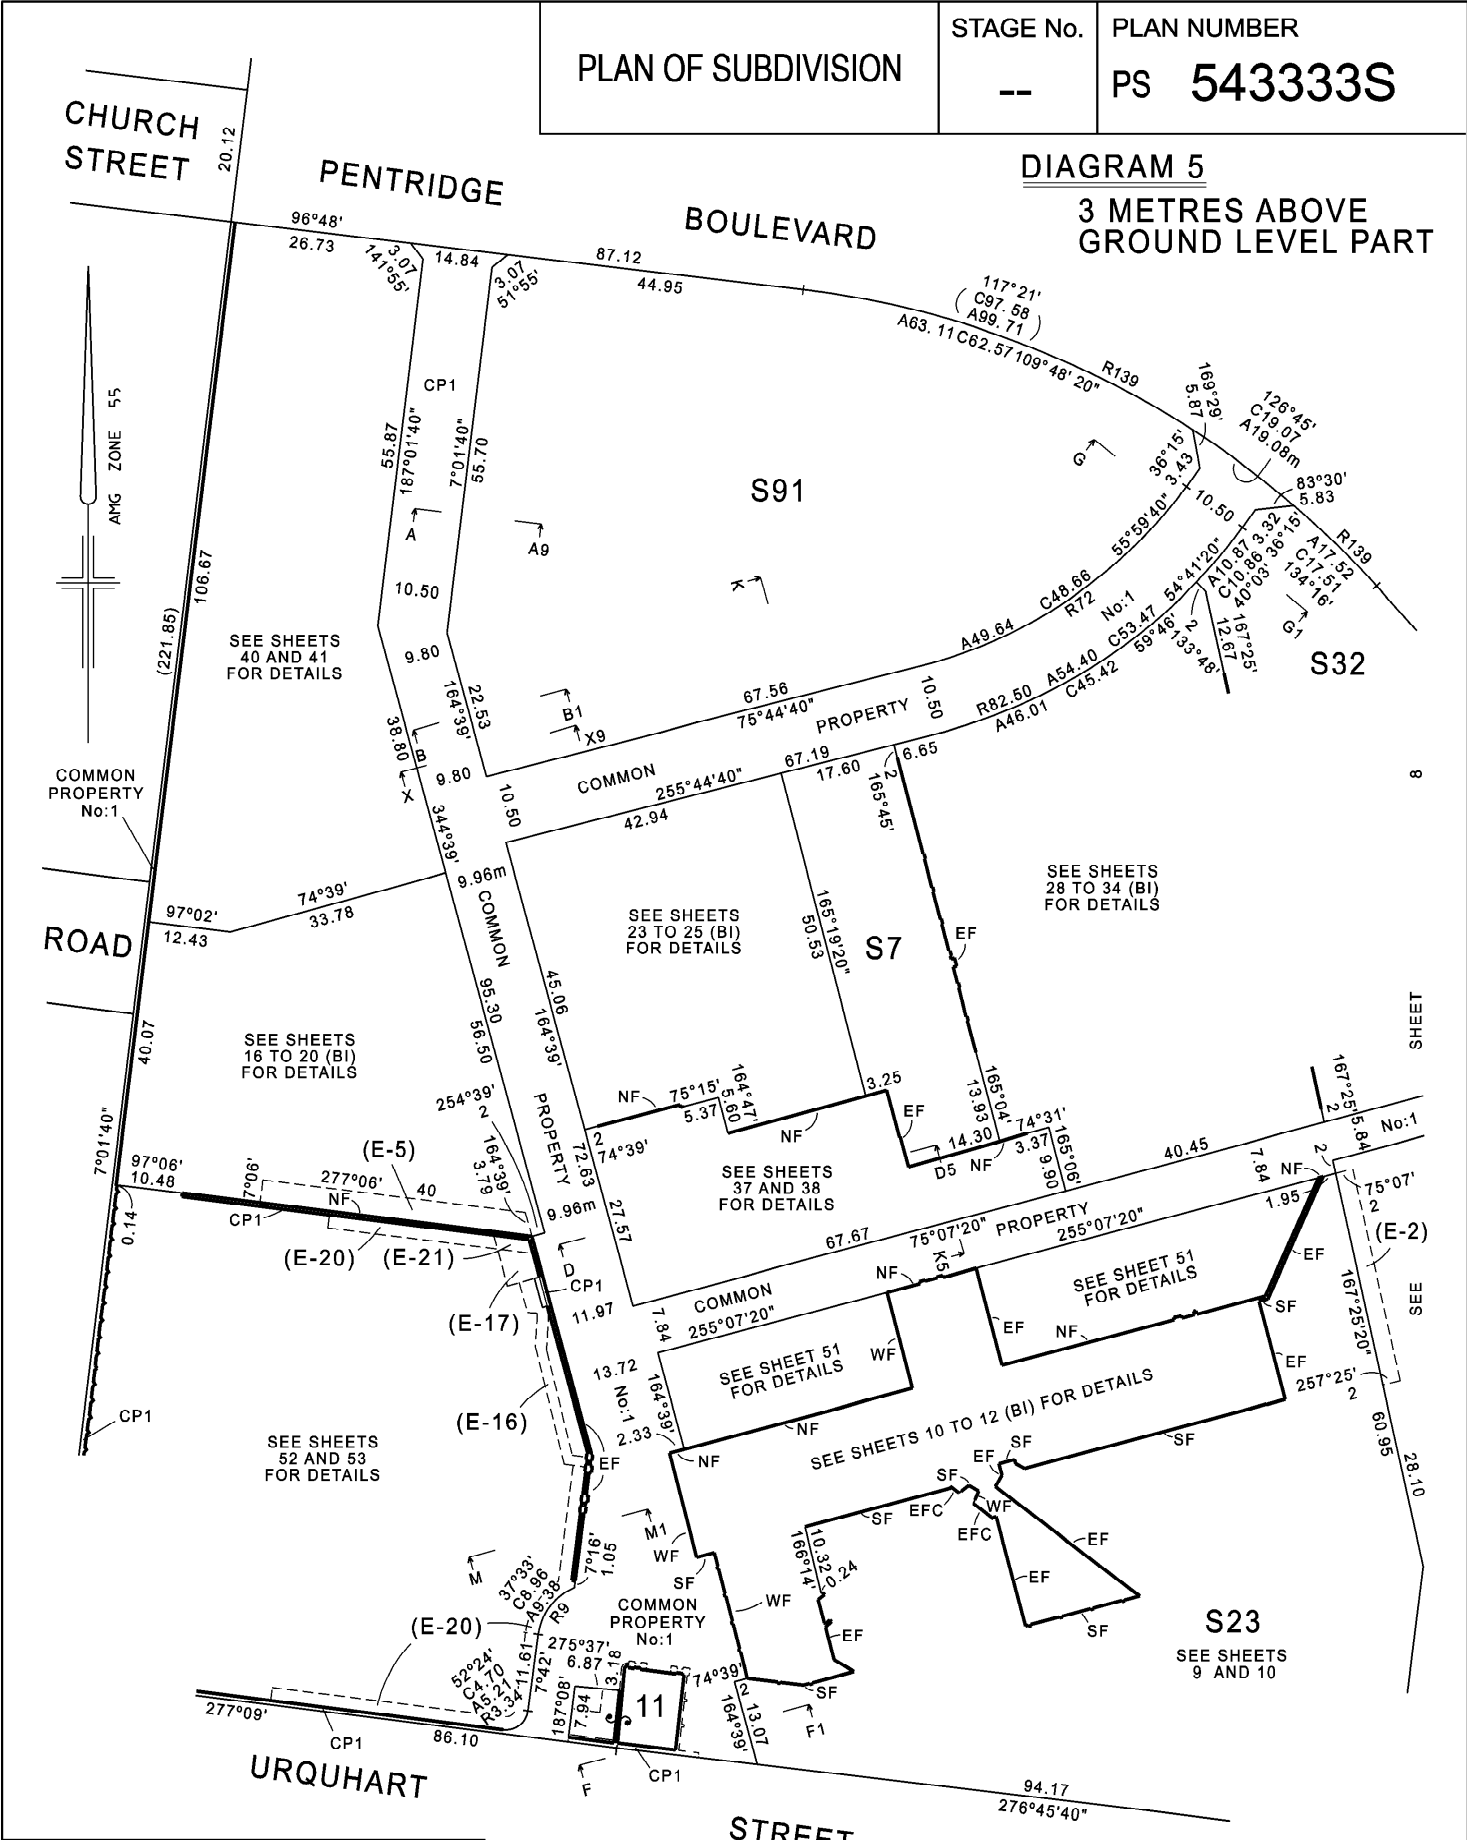 PLAN OF SUBDIVISION
STAGE No.
--
PLAN NUMBER
PS 543333S
DIAGRAM 5
3 METRES ABOVE
GROUND LEVEL PART
CHURCH
STREET
20.12
PENTRIDGE
BOULEVARD
96°48'
26.73
3.07
141°55'
14.84
3.07
51°55'
87.12
44.95
117°21'
C97.58
A99.71
A63.11 C62.57 109°48'20"
R139
169°29'
5.87
126°45'
C19.07
A19.08m
36°15'
3.43
83°30'
5.83
10.50
R139
A17.52
C17.51
134°16'
3.32
36°15'
A10.87
C10.86
40°03'
54°41'20"
55°59'40"
C48.66
R72
No:1
A49.64
C53.47
59°46'
2
133°48'
167°25'
12.67
A54.40
C45.42
R82.50
A46.01
G
G1
S91
S32
CP1
55.87
187°01'40"
7°01'40"
55.70
A
A9
K
AMG ZONE 55
106.67
(221.85)
10.50
9.80
SEE SHEETS
40 AND 41
FOR DETAILS
22.53
164°39'
38.80
B
X
B1
X9
9.80
67.56
75°44'40"
PROPERTY
10.50
COMMON
67.19
255°44'40"
17.60
6.65
42.94
10.50
2
165°45'
344°39'
9.96m
COMMON
PROPERTY
No:1
8
74°39'
33.78
97°02'
12.43
ROAD
COMMON
SEE SHEETS
23 TO 25 (BI)
FOR DETAILS
165°19'20"
50.53
S7
EF
SEE SHEETS
28 TO 34 (BI)
FOR DETAILS
45.06
164°39'
95.30
56.50
SHEET
40.07
SEE SHEETS
16 TO 20 (BI)
FOR DETAILS
254°39'
2
PROPERTY
NF
75°15'
5.37
164°47'
5.60
NF
3.25
EF
165°04'
13.93
14.30
74°31'
3.37
NF
D5
165°06'
9.90
2
74°39'
72.63
27.57
SEE SHEETS
37 AND 38
FOR DETAILS
167°25'
2
5.84
No:1
40.45
7.84
NF
2
1.95
75°07'
2
(E-2)
7°01'40"
97°06'
10.48
7°06'
277°06'
40
NF
(E-5)
164°39'
3.79
9.96m
CP1
(E-20)
(E-21)
0.14
D
CP1
11.97
(E-17)
67.67
75°07'20"
PROPERTY
255°07'20"
K5
NF
COMMON
255°07'20"
7.84
SEE SHEET 51
FOR DETAILS
EF
SF
EF
NF
EF
WF
SEE SHEET 51
FOR DETAILS
SEE
167°25'20"
257°25'
2
60.95
28.10
13.72
No:1
164°39'
2.33
NF
NF
SEE SHEETS 10 TO 12 (BI) FOR DETAILS
(E-16)
EF
CP1
SEE SHEETS
52 AND 53
FOR DETAILS
SF
EF
SF
SF
WF
EFC
EFC
SF
EF
EF
SF
10.32
166°14'
0.24
M1
M
WF
SF
WF
EF
SF
7°16'
1.05
37°33'
C8.96
A9.38
R9
COMMON
PROPERTY
No:1
S23
SEE SHEETS
9 AND 10
(E-20)
275°37'
6.87
3.18
11.61
7°42'
52°24'
C4.70
A5.21
R3.34
187°08'
7.94
11
74°39'
2
13.07
164°39'
F1
F
CP1
277°09'
CP1
86.10
URQUHART
STREET
94.17
276°45'40"